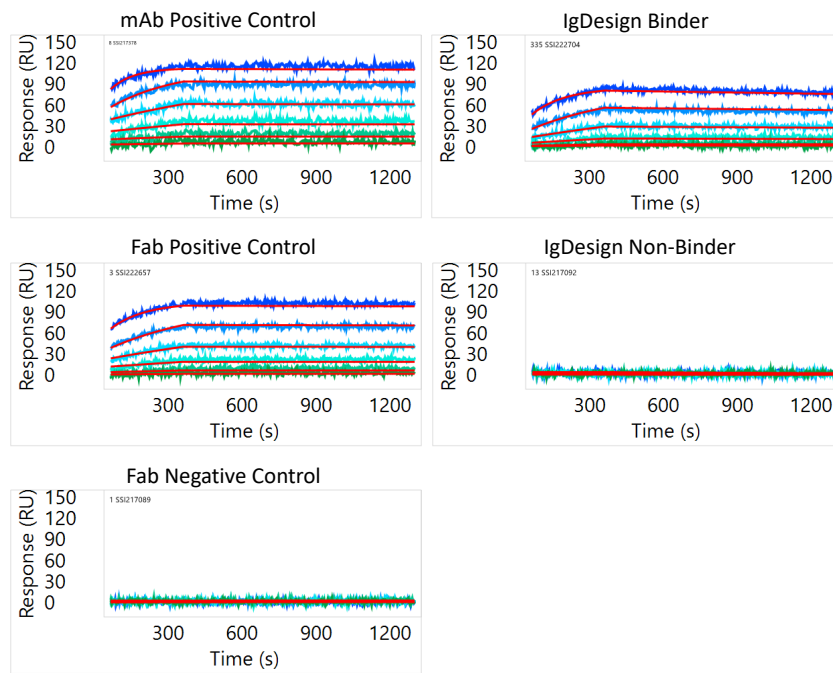 mAb Positive Control
8 SSI217378
Response (RU)
150
120
90
60
30
0
300 600 900 1200
Time (s)
IgDesign Binder
335 SSI222704
Response (RU)
150
120
90
60
30
0
300 600 900 1200
Time (s)
Fab Positive Control
3 SSI222657
Response (RU)
150
120
90
60
30
0
300 600 900 1200
Time (s)
IgDesign Non-Binder
13 SSI217092
Response (RU)
150
120
90
60
30
0
300 600 900 1200
Time (s)
Fab Negative Control
1 SSI217089
Response (RU)
150
120
90
60
30
0
300 600 900 1200
Time (s)